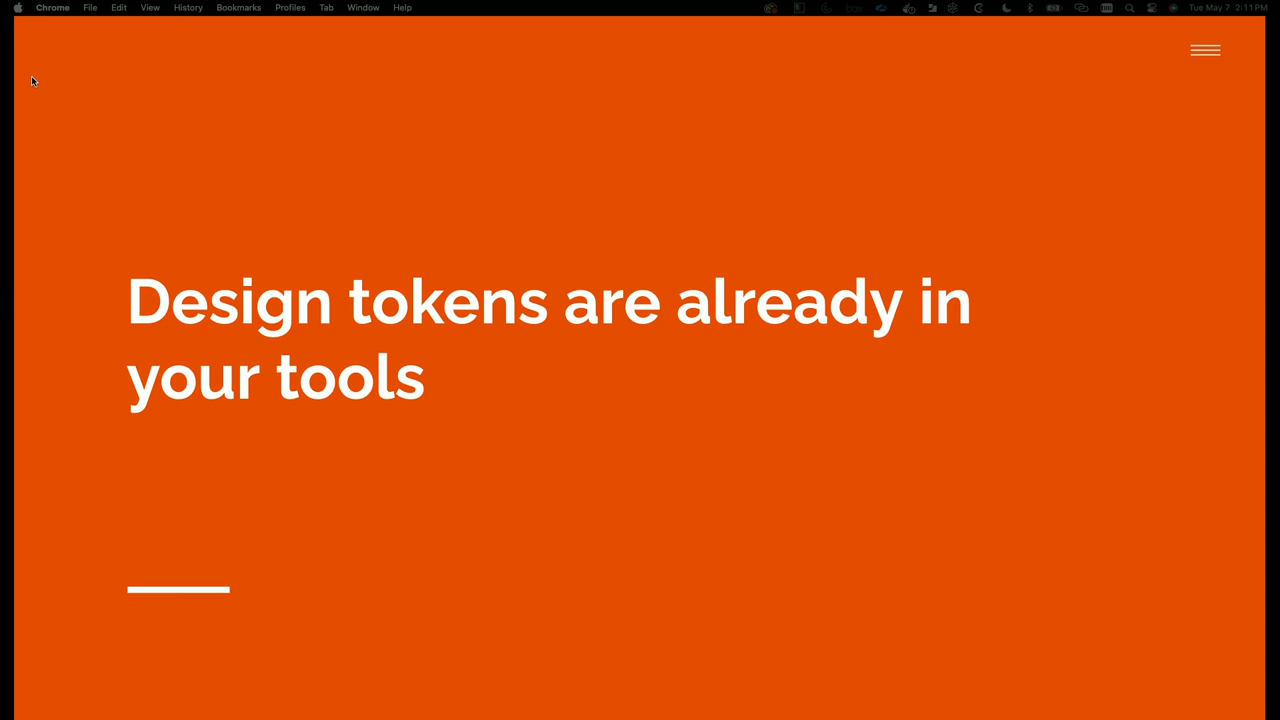 Chrome File Edit View History Bookmarks Profiles Tab Window Help Tue May 7 2:11 PM
Design tokens are already in
your tools